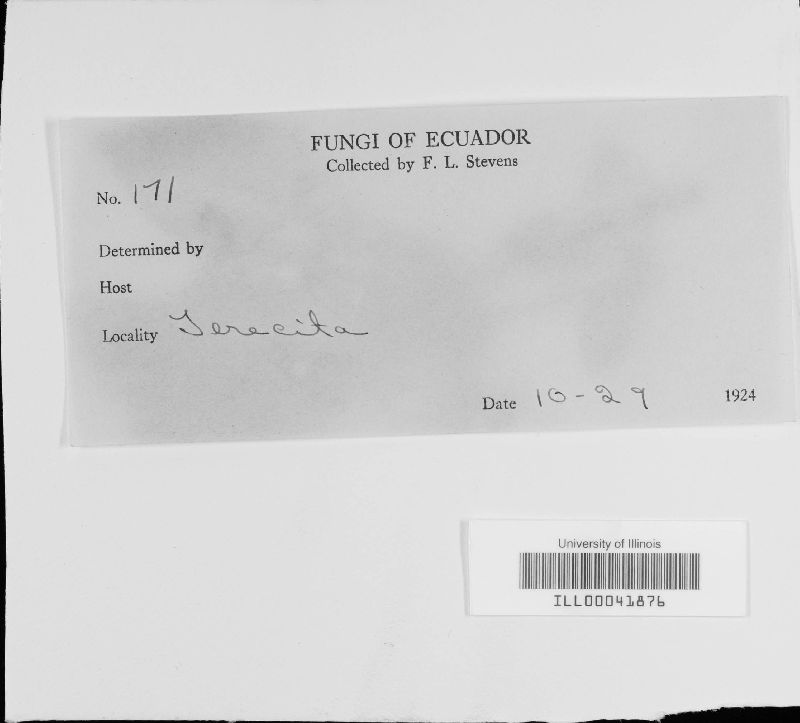 FUNGI OF ECUADOR
Collected by F. L. Stevens
No. 171
Determined by
Host
Locality Terecita
Date 10-29 1924
University of Illinois
ILL00041876